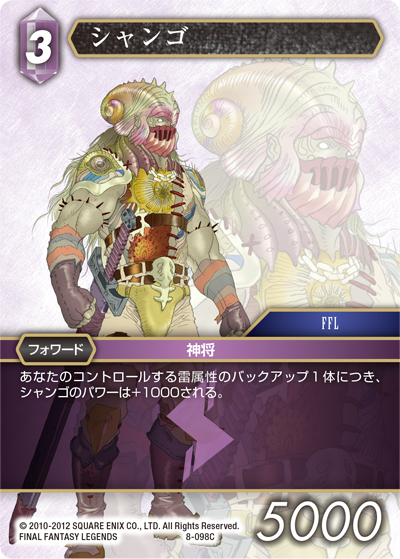 3
シャンゴ
FFL
フォワード
神将
あなたのコントロールする雷属性のバックアップ1体につき、
シャンゴのパワーは+1000される。
© 2010-2012 SQUARE ENIX CO., LTD. All Rights Reserved.
FINAL FANTASY LEGENDS
8-098C
5000